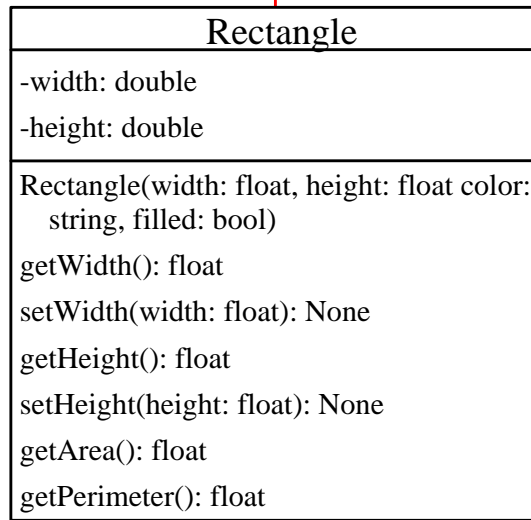 Rectangle
-width: double
-height: double
Rectangle(width: float, height: float color:
string, filled: bool)
getWidth(): float
setWidth(width: float): None
getHeight(): float
setHeight(height: float): None
getArea(): float
getPerimeter(): float